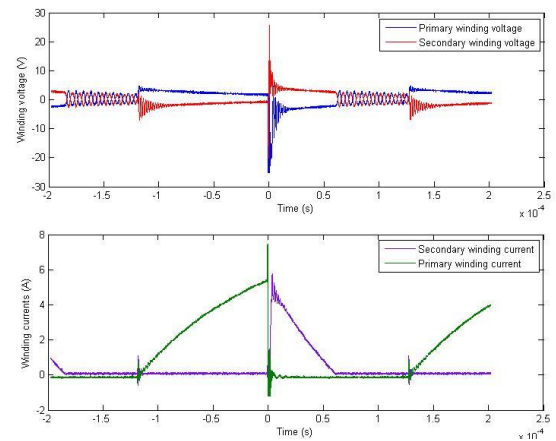 30
20
10
0
-10
-20
-30
Winding voltage (V)
Primary winding voltage
Secondary winding voltage
-2 -1.5 -1 -0.5 0 0.5 1 1.5 2 2.5
Time (s)
x 10⁻⁴
8
6
4
2
0
-2
Winding currents (A)
Secondary winding current
Primary winding current
-2 -1.5 -1 -0.5 0 0.5 1 1.5 2 2.5
Time (s)
x 10⁻⁴